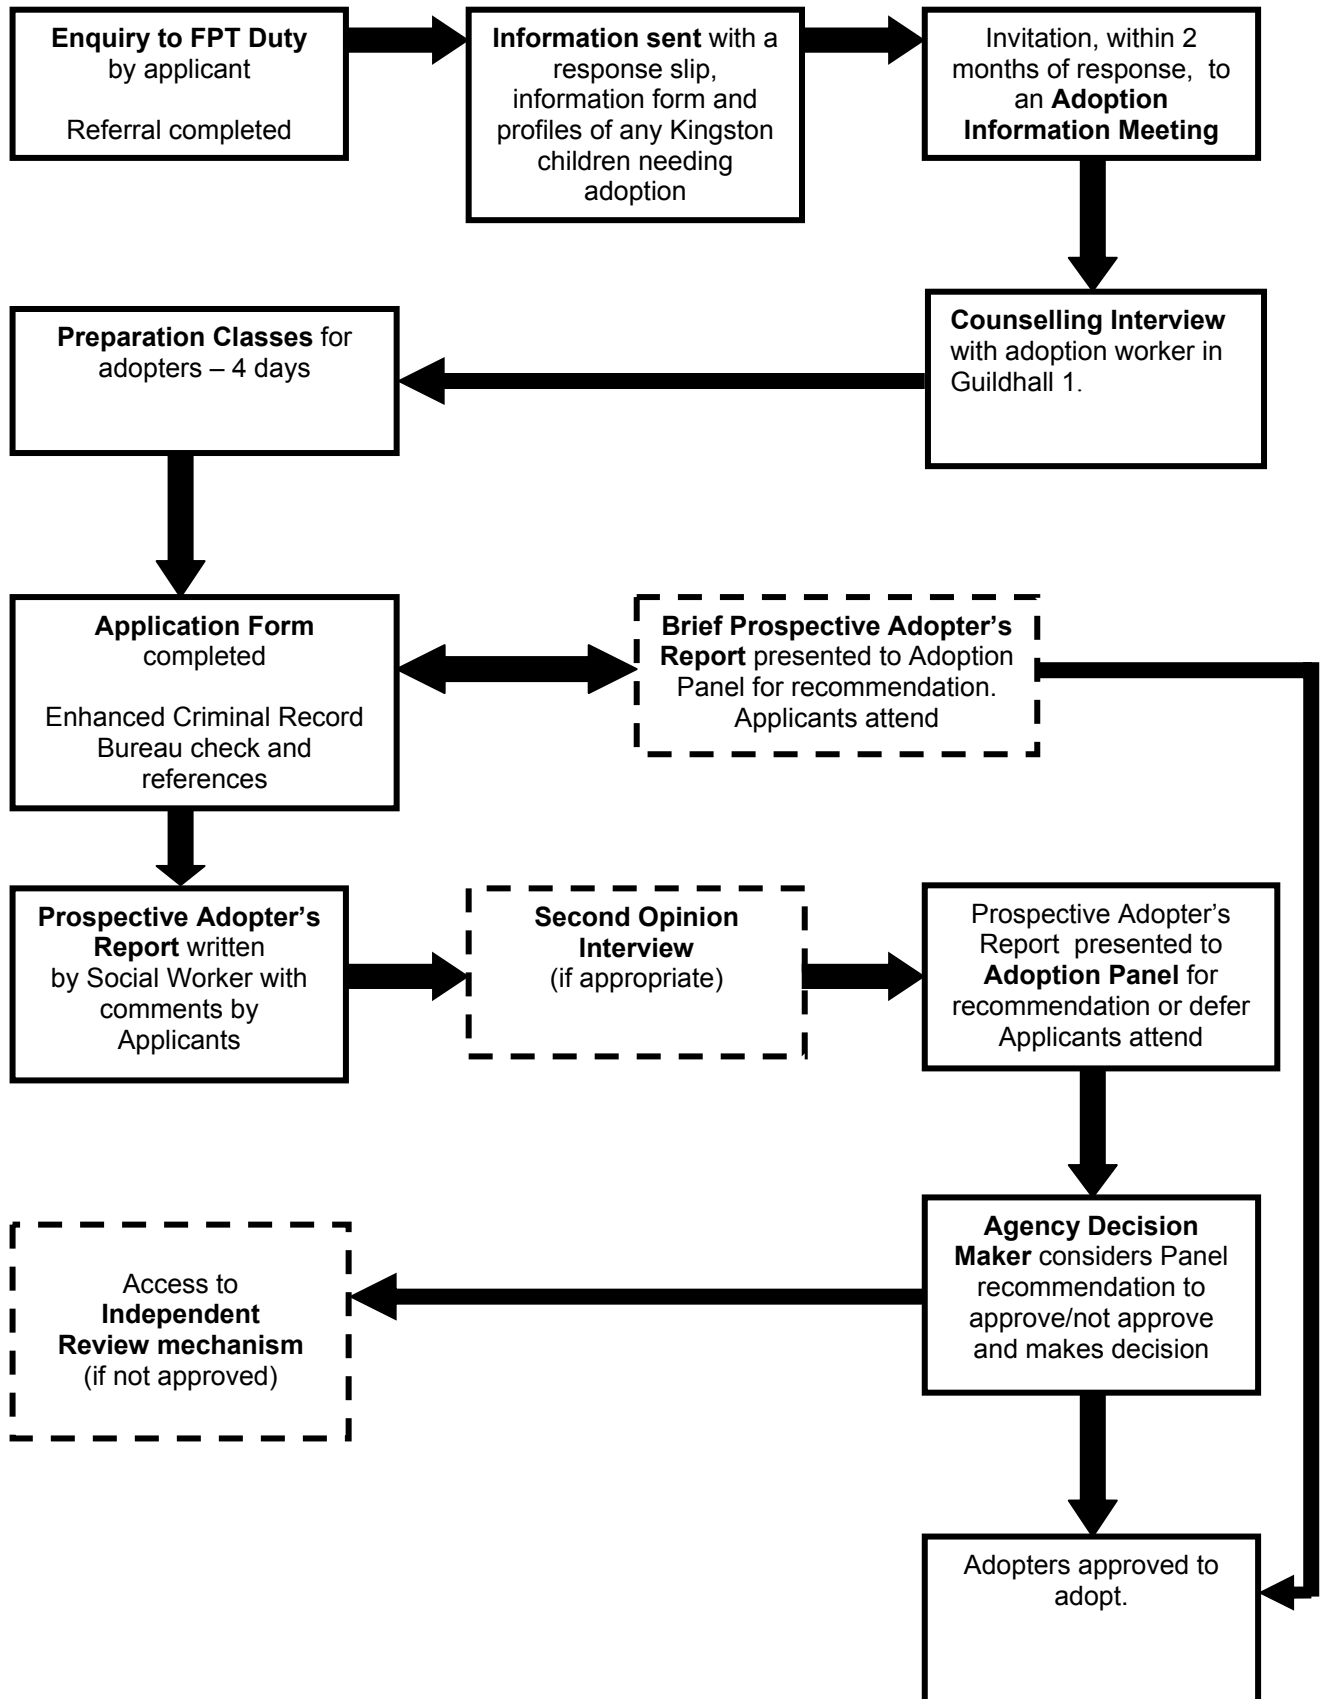 Enquiry to FPT Duty
by applicant
Referral completed
Information sent with a
response slip,
information form and
profiles of any Kingston
children needing
adoption
Invitation, within 2
months of response, to
an Adoption
Information Meeting
Counselling Interview
with adoption worker in
Guildhall 1.
Preparation Classes for
adopters – 4 days
Application Form
completed
Enhanced Criminal Record
Bureau check and
references
Brief Prospective Adopter’s
Report presented to Adoption
Panel for recommendation.
Applicants attend
Prospective Adopter’s
Report written
by Social Worker with
comments by
Applicants
Second Opinion
Interview
(if appropriate)
Prospective Adopter’s
Report presented to
Adoption Panel for
recommendation or defer
Applicants attend
Agency Decision
Maker considers Panel
recommendation to
approve/not approve
and makes decision
Access to
Independent
Review mechanism
(if not approved)
Adopters approved to
adopt.